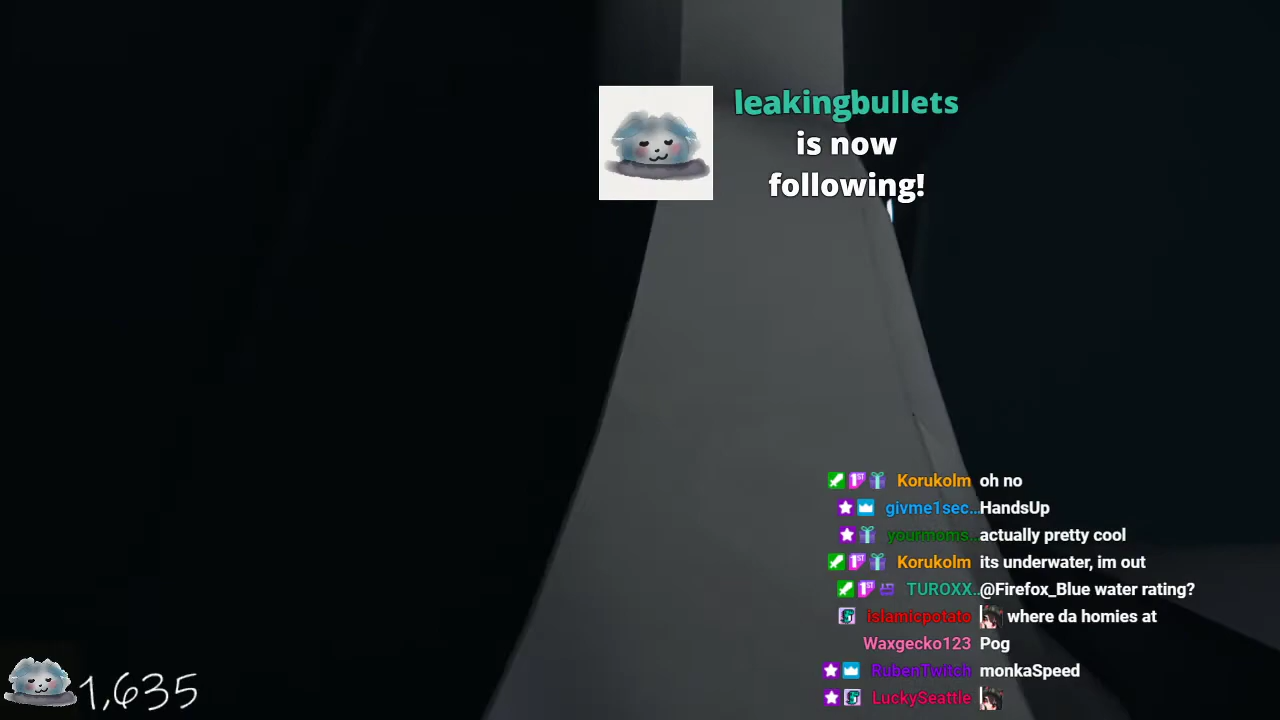 leakingbullets
is now
following!
Korukolm oh no
givme1sec... HandsUp
yourmoms... actually pretty cool
Korukolm its underwater, im out
TUROXX... @Firefox_Blue water rating?
islamicpotato where da homies at
Waxgecko123 Pog
RubenTwitch monkaSpeed
LuckySeattle
1,635